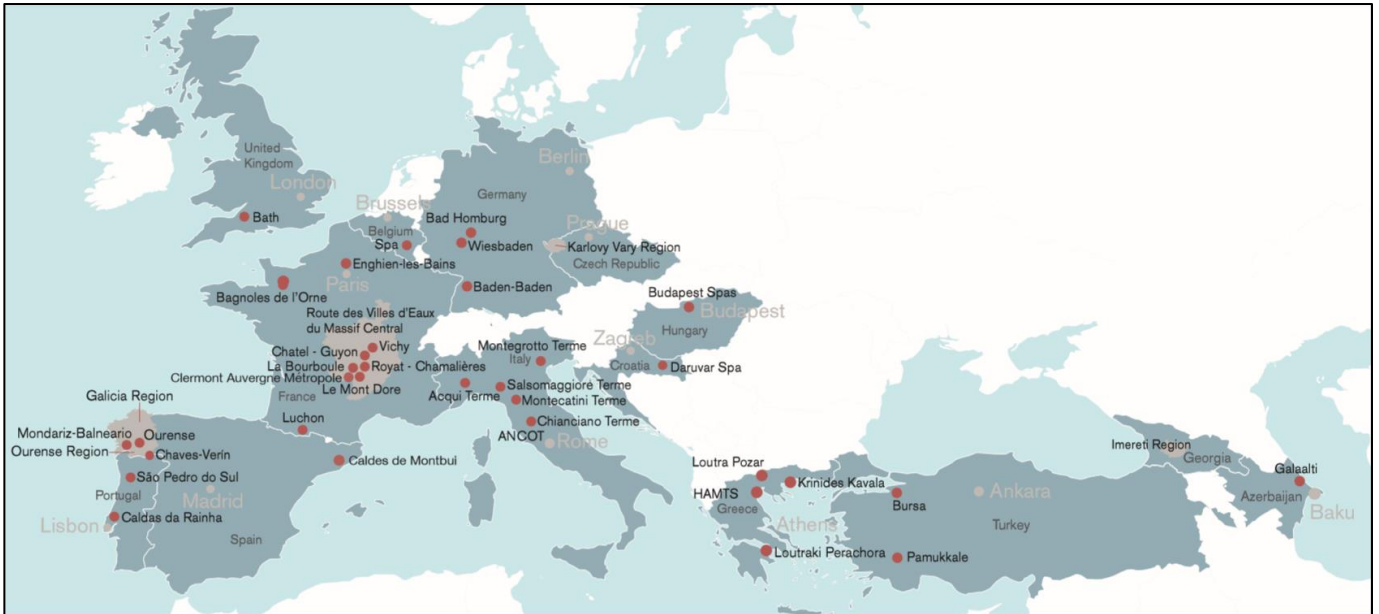 United
Kingdom
London
Bath
Berlin
Germany
Brussels
Belgium
Spa
Bad Homburg
Wiesbaden
Prague
Karlovy Vary Region
Czech Republic
Enghien-les-Bains
Paris
Bagnoles de l'Orne
Baden-Baden
Route des Villes d'Eaux
du Massif Central
Vichy
Chatel - Guyon
La Bourboule
Royat - Chamalières
Clermont Auvergne Métropole
Le Mont Dore
France
Luchon
Budapest Spas
Budapest
Hungary
Zagreb
Croatia
Daruvar Spa
Montegrotto Terme
Italy
Salsomaggiore Terme
Acqui Terme
Montecatini Terme
Chianciano Terme
ANCOT
Rome
Galicia Region
Mondariz-Balneario
Ourense
Ourense Region
Chaves-Verín
São Pedro do Sul
Portugal
Madrid
Lisbon
Caldas da Rainha
Spain
Caldes de Montbui
Loutra Pozar
Krinides Kavala
HAMTS
Greece
Athens
Loutraki Perachora
Bursa
Ankara
Turkey
Pamukkale
Imereti Region
Georgia
Galaalti
Azerbaijan
Baku